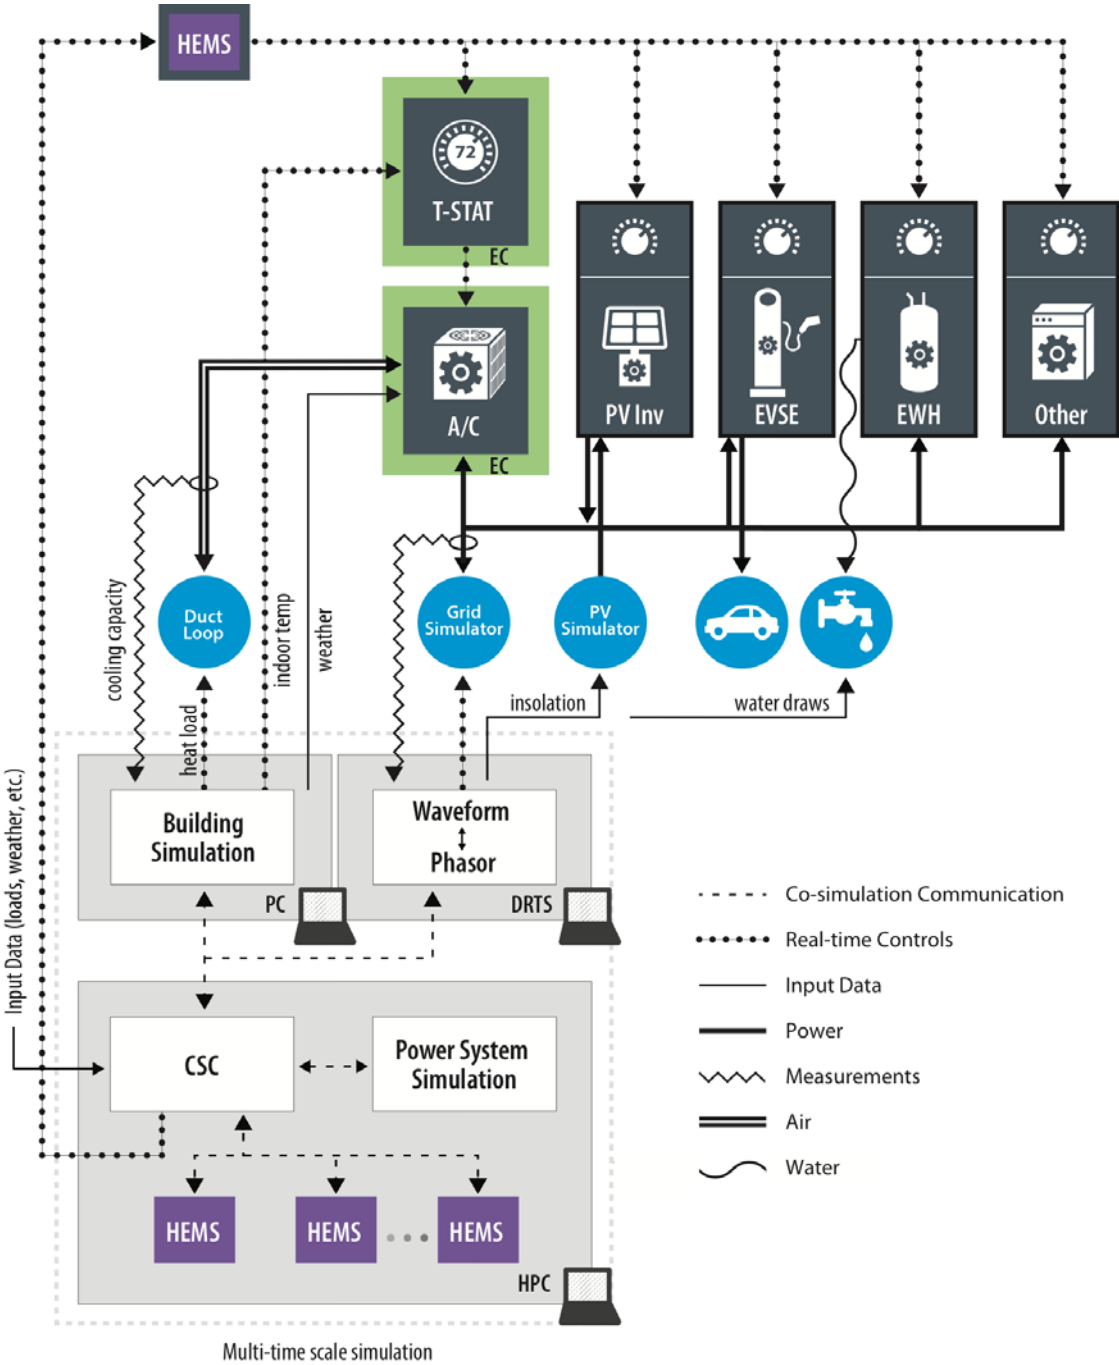 HEMS
72
T-STAT
EC
A/C
EC
PV Inv
EVSE
EWH
Other
cooling capacity
indoor temp
weather
Duct
Loop
Grid
Simulator
PV
Simulator
heat load
insolation
water draws
Input Data (loads, weather, etc.)
Building
Simulation
PC
Waveform
Phasor
DRTS
CSC
Power System
Simulation
HEMS
HEMS
HEMS
HPC
Multi-time scale simulation
Co-simulation Communication
Real-time Controls
Input Data
Power
Measurements
Air
Water